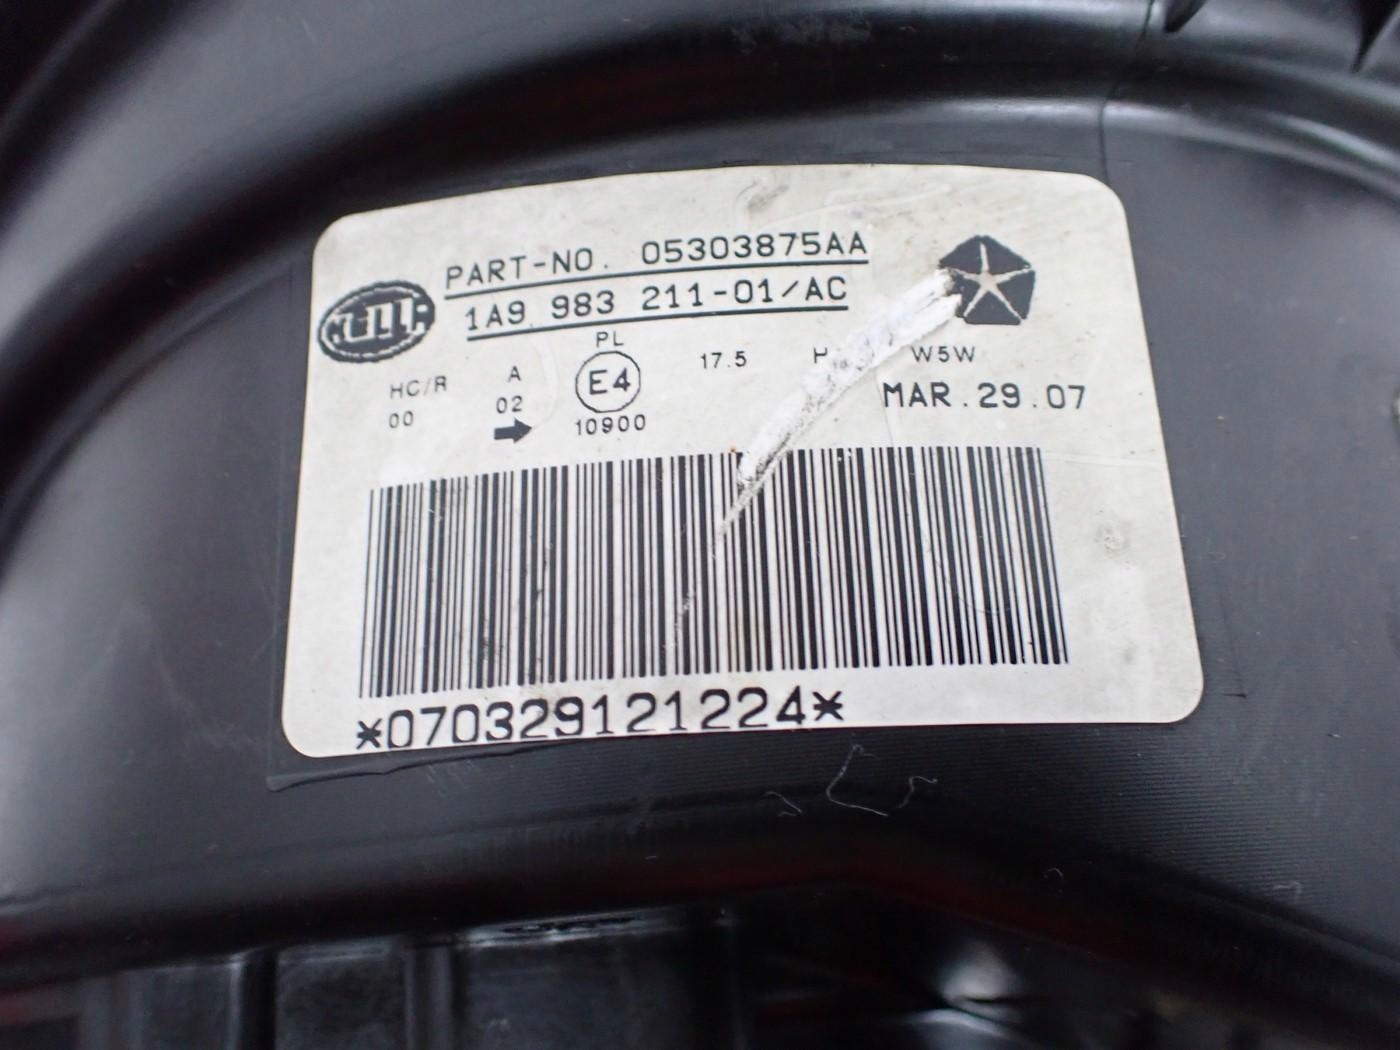 PART-NO. 05303875AA
1A9 983 211-01/AC
HC/R A PL 17.5 W5W
00 02 E4 MAR.29.07
10900
*070329121224*